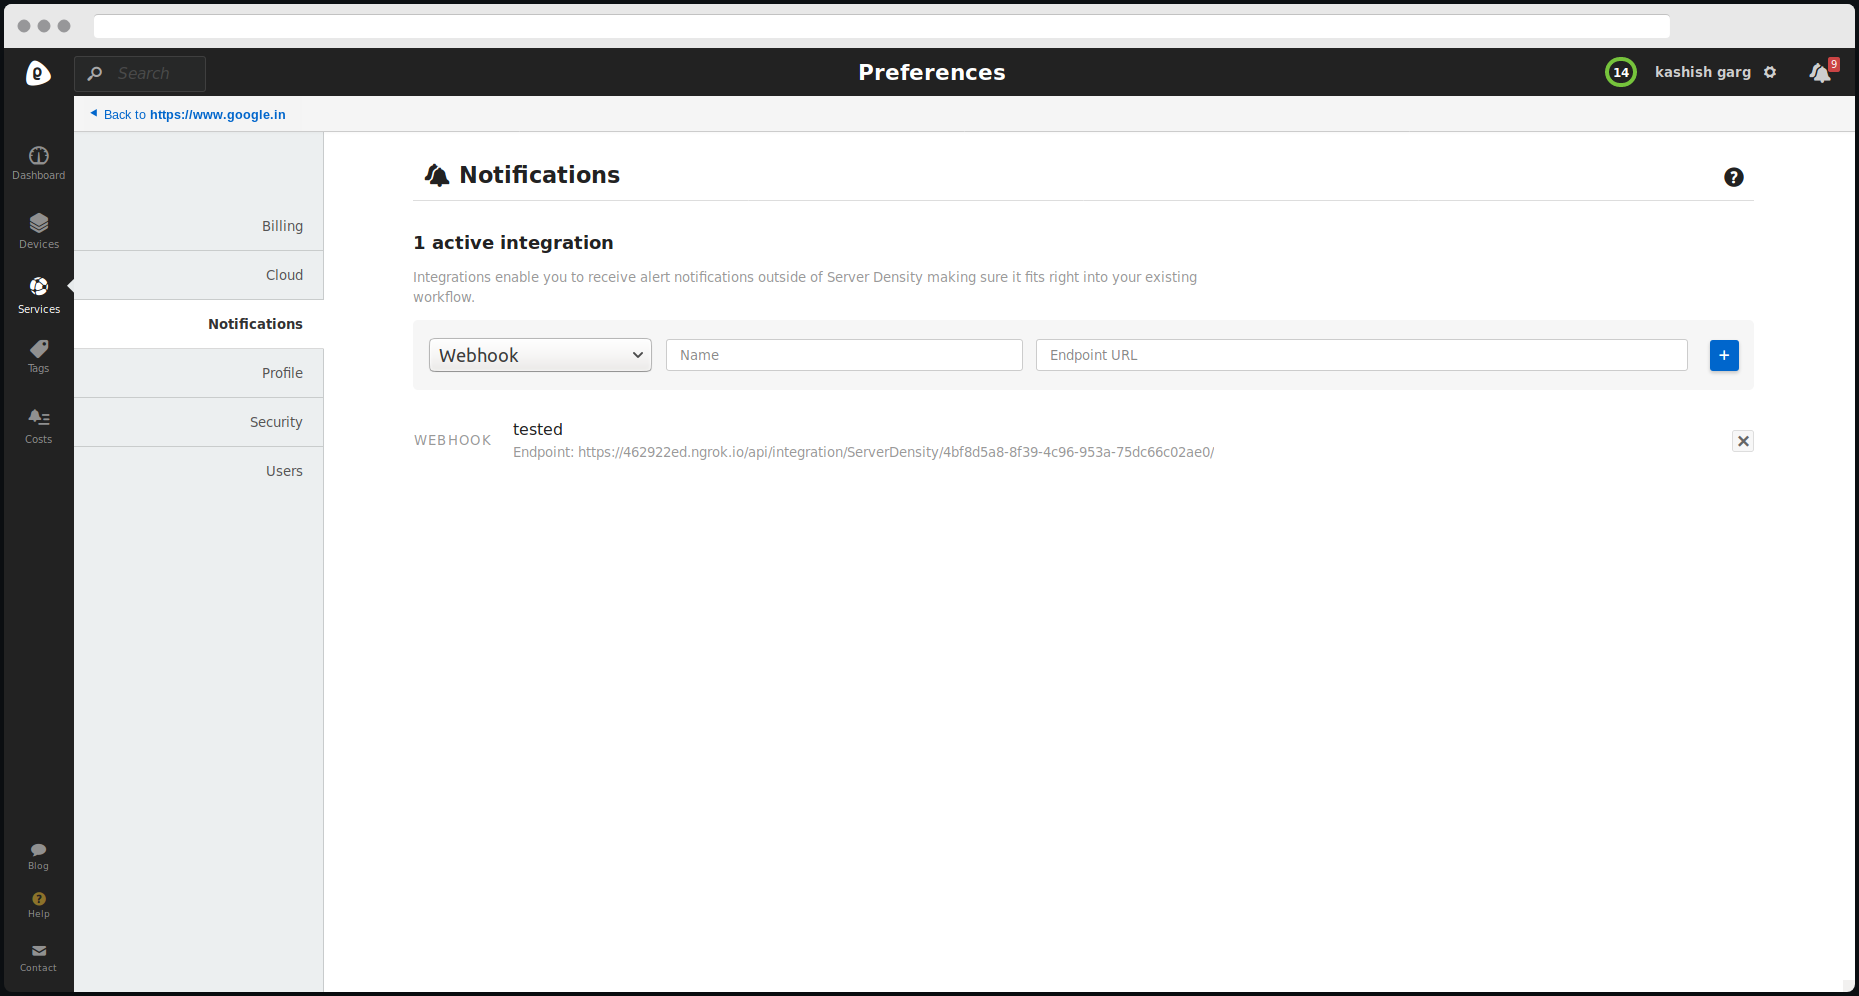 Search
Preferences
14
kashish garg
9
Back to https://www.google.in
Dashboard
Devices
Services
Tags
Costs
Blog
Help
Contact
Billing
Cloud
Notifications
Profile
Security
Users
Notifications
?
1 active integration
Integrations enable you to receive alert notifications outside of Server Density making sure it fits right into your existing
workflow.
Webhook
Name
Endpoint URL
+
WEBHOOK
tested
Endpoint: https://462922ed.ngrok.io/api/integration/ServerDensity/4bf8d5a8-8f39-4c96-953a-75dc66c02ae0/